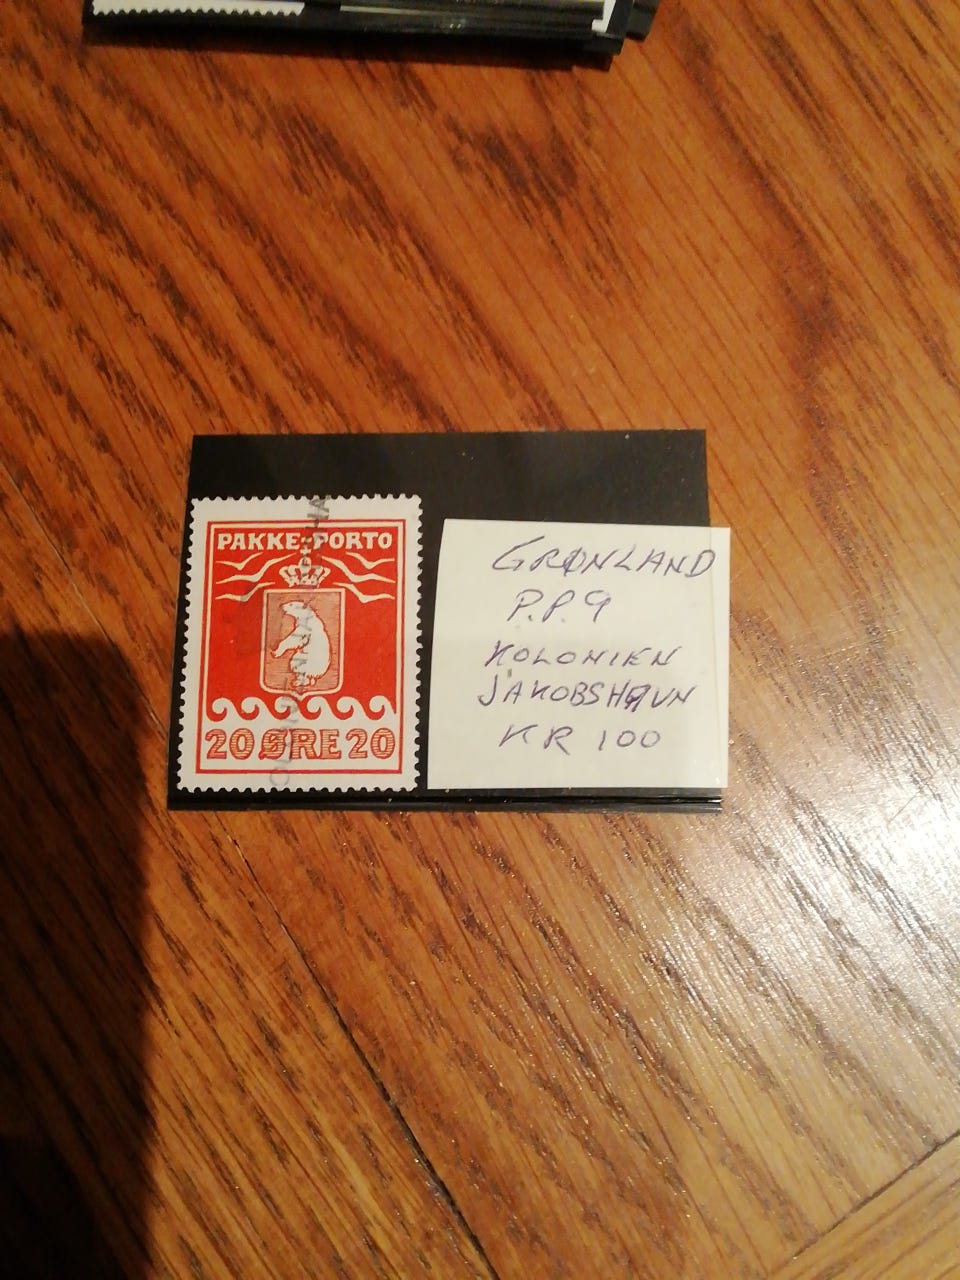 PAKKE-PORTO
20 ØRE 20
GRØNLAND
P.P. 9
KOLONIEN
JAKOBSHAVN
KR 100